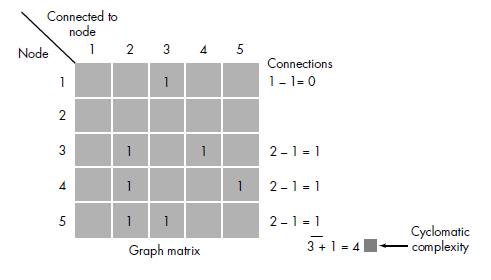 Connected to
node
Node
1 2 3 4 5
Connections
1 1 1 – 1= 0
2
3 1 1 2 – 1 = 1
4 1 1 2 – 1 = 1
5 1 1 2 – 1 = 1
3 + 1 = 4
Cyclomatic
complexity
Graph matrix